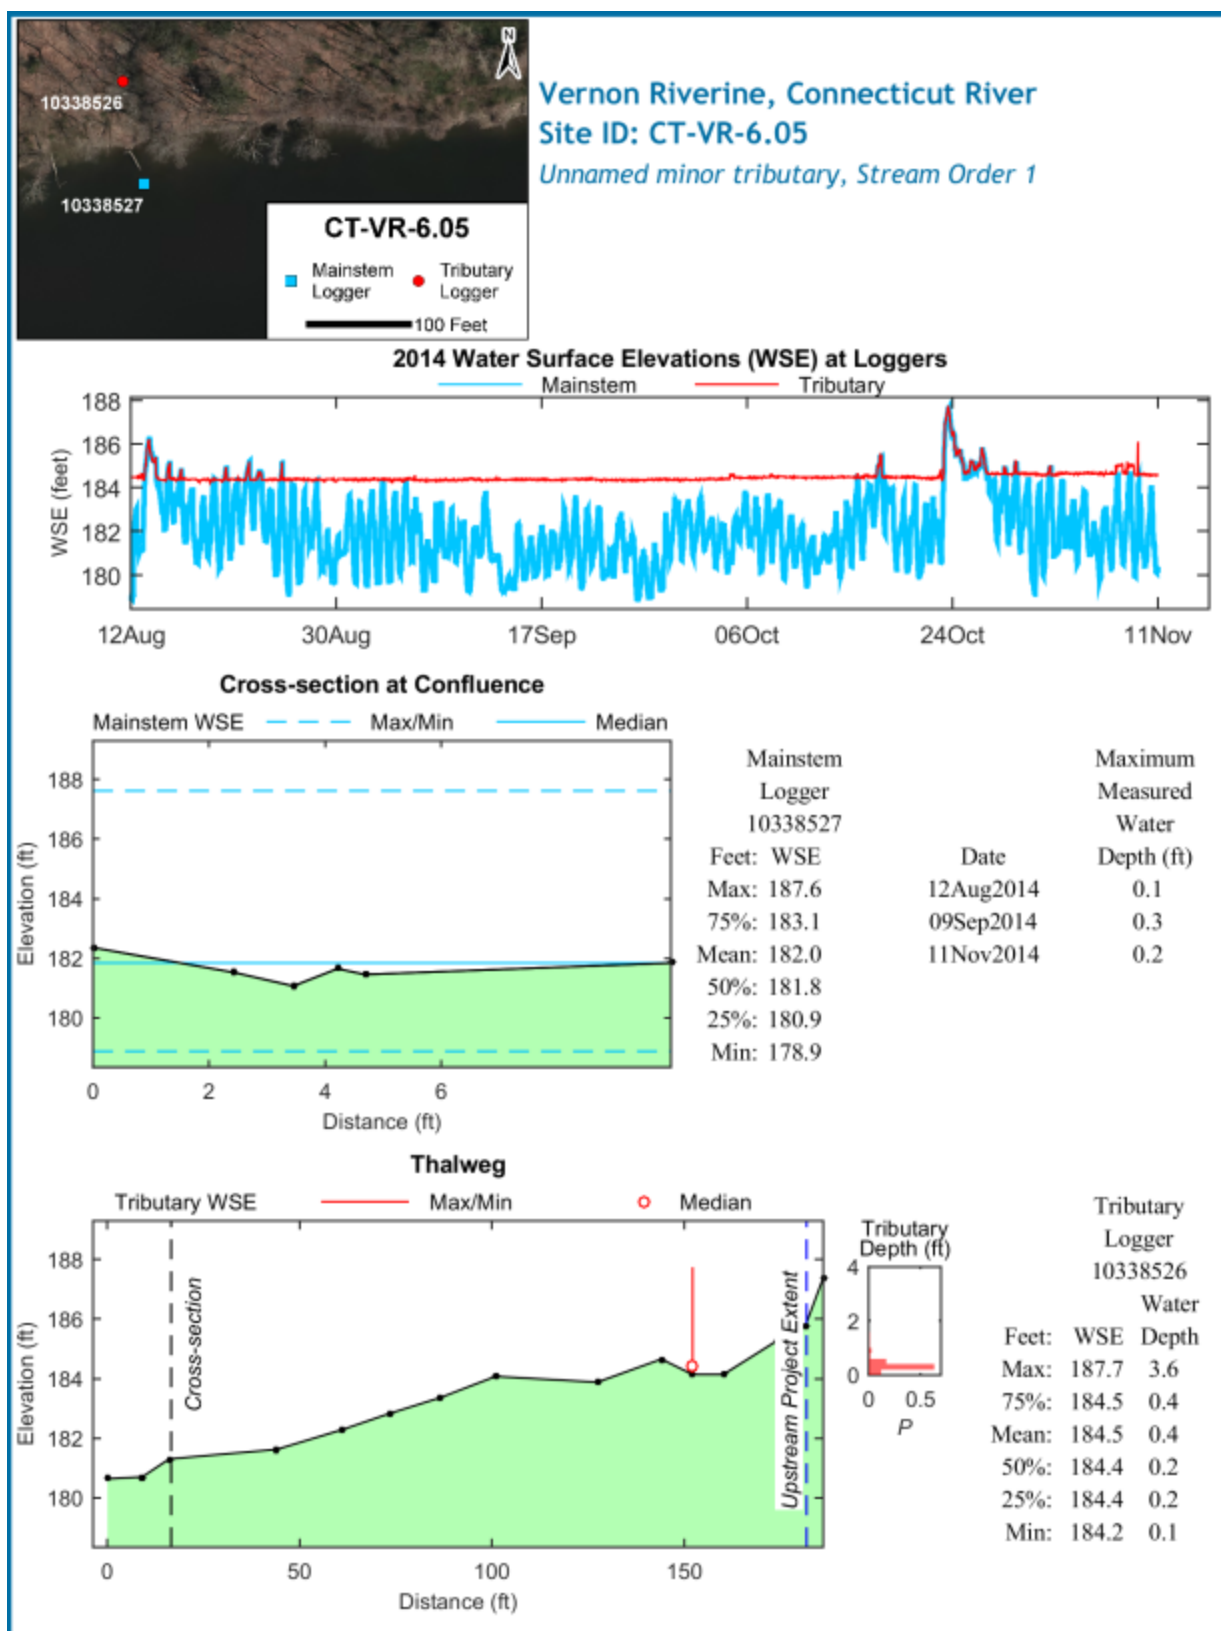 N
10338526
10338527
CT-VR-6.05
Mainstem Logger
Tributary Logger
100 Feet
Vernon Riverine, Connecticut River
Site ID: CT-VR-6.05
Unnamed minor tributary, Stream Order 1
2014 Water Surface Elevations (WSE) at Loggers
Mainstem Tributary
WSE (feet)
188
186
184
182
180
12Aug 30Aug 17Sep 06Oct 24Oct 11Nov
Cross-section at Confluence
Mainstem WSE Max/Min Median
Elevation (ft)
188
186
184
182
180
0 2 4 6
Distance (ft)
Mainstem Maximum
Logger Measured
10338527 Water
Feet: WSE Date Depth (ft)
Max: 187.6 12Aug2014 0.1
75%: 183.1 09Sep2014 0.3
Mean: 182.0 11Nov2014 0.2
50%: 181.8
25%: 180.9
Min: 178.9
Thalweg
Tributary WSE Max/Min Median
Elevation (ft)
188
186
184
182
180
Cross-section
Upstream Project Extent
0 50 100 150
Distance (ft)
Tributary
Depth (ft)
4
2
0
0 0.5
P
Tributary
Logger
10338526
Water
Feet: WSE Depth
Max: 187.7 3.6
75%: 184.5 0.4
Mean: 184.5 0.4
50%: 184.4 0.2
25%: 184.4 0.2
Min: 184.2 0.1